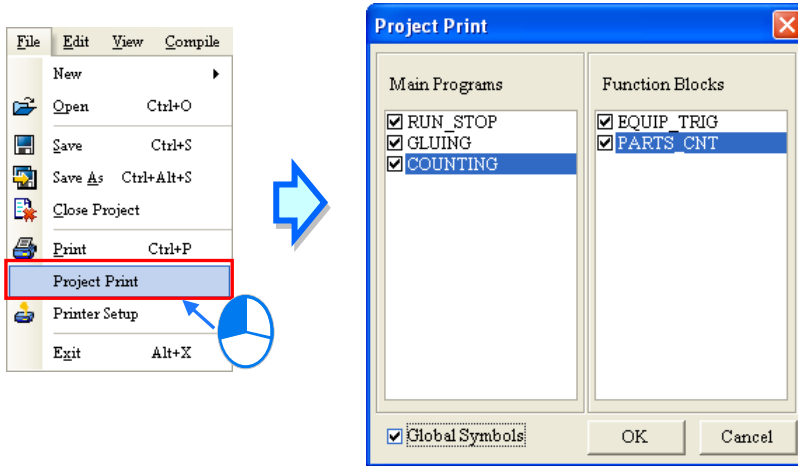 File Edit View Compile
New
Open Ctrl+O
Save Ctrl+S
Save As Ctrl+Alt+S
Close Project
Print Ctrl+P
Project Print
Printer Setup
Exit Alt+X
Project Print
Main Programs
RUN_STOP
GLUING
COUNTING
Function Blocks
EQUIP_TRIG
PARTS_CNT
Global Symbols
OK
Cancel